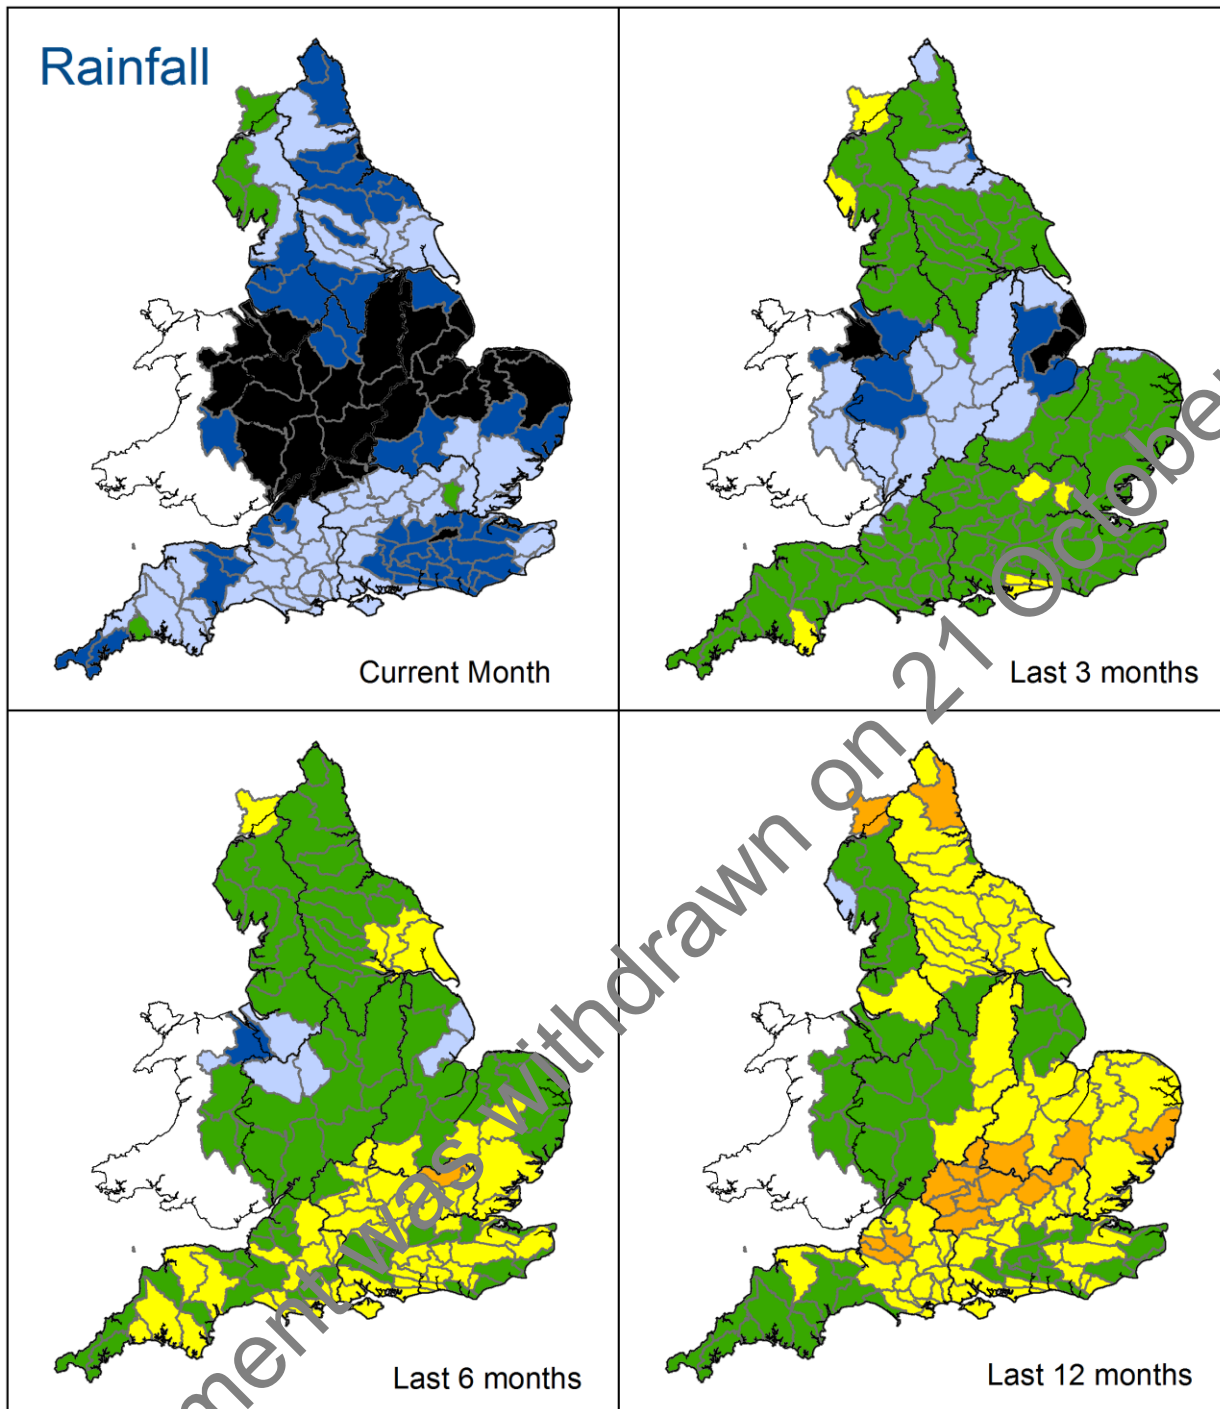 Rainfall
Current Month
Last 3 months
Last 6 months
Last 12 months
ment was withdrawn on 21 October